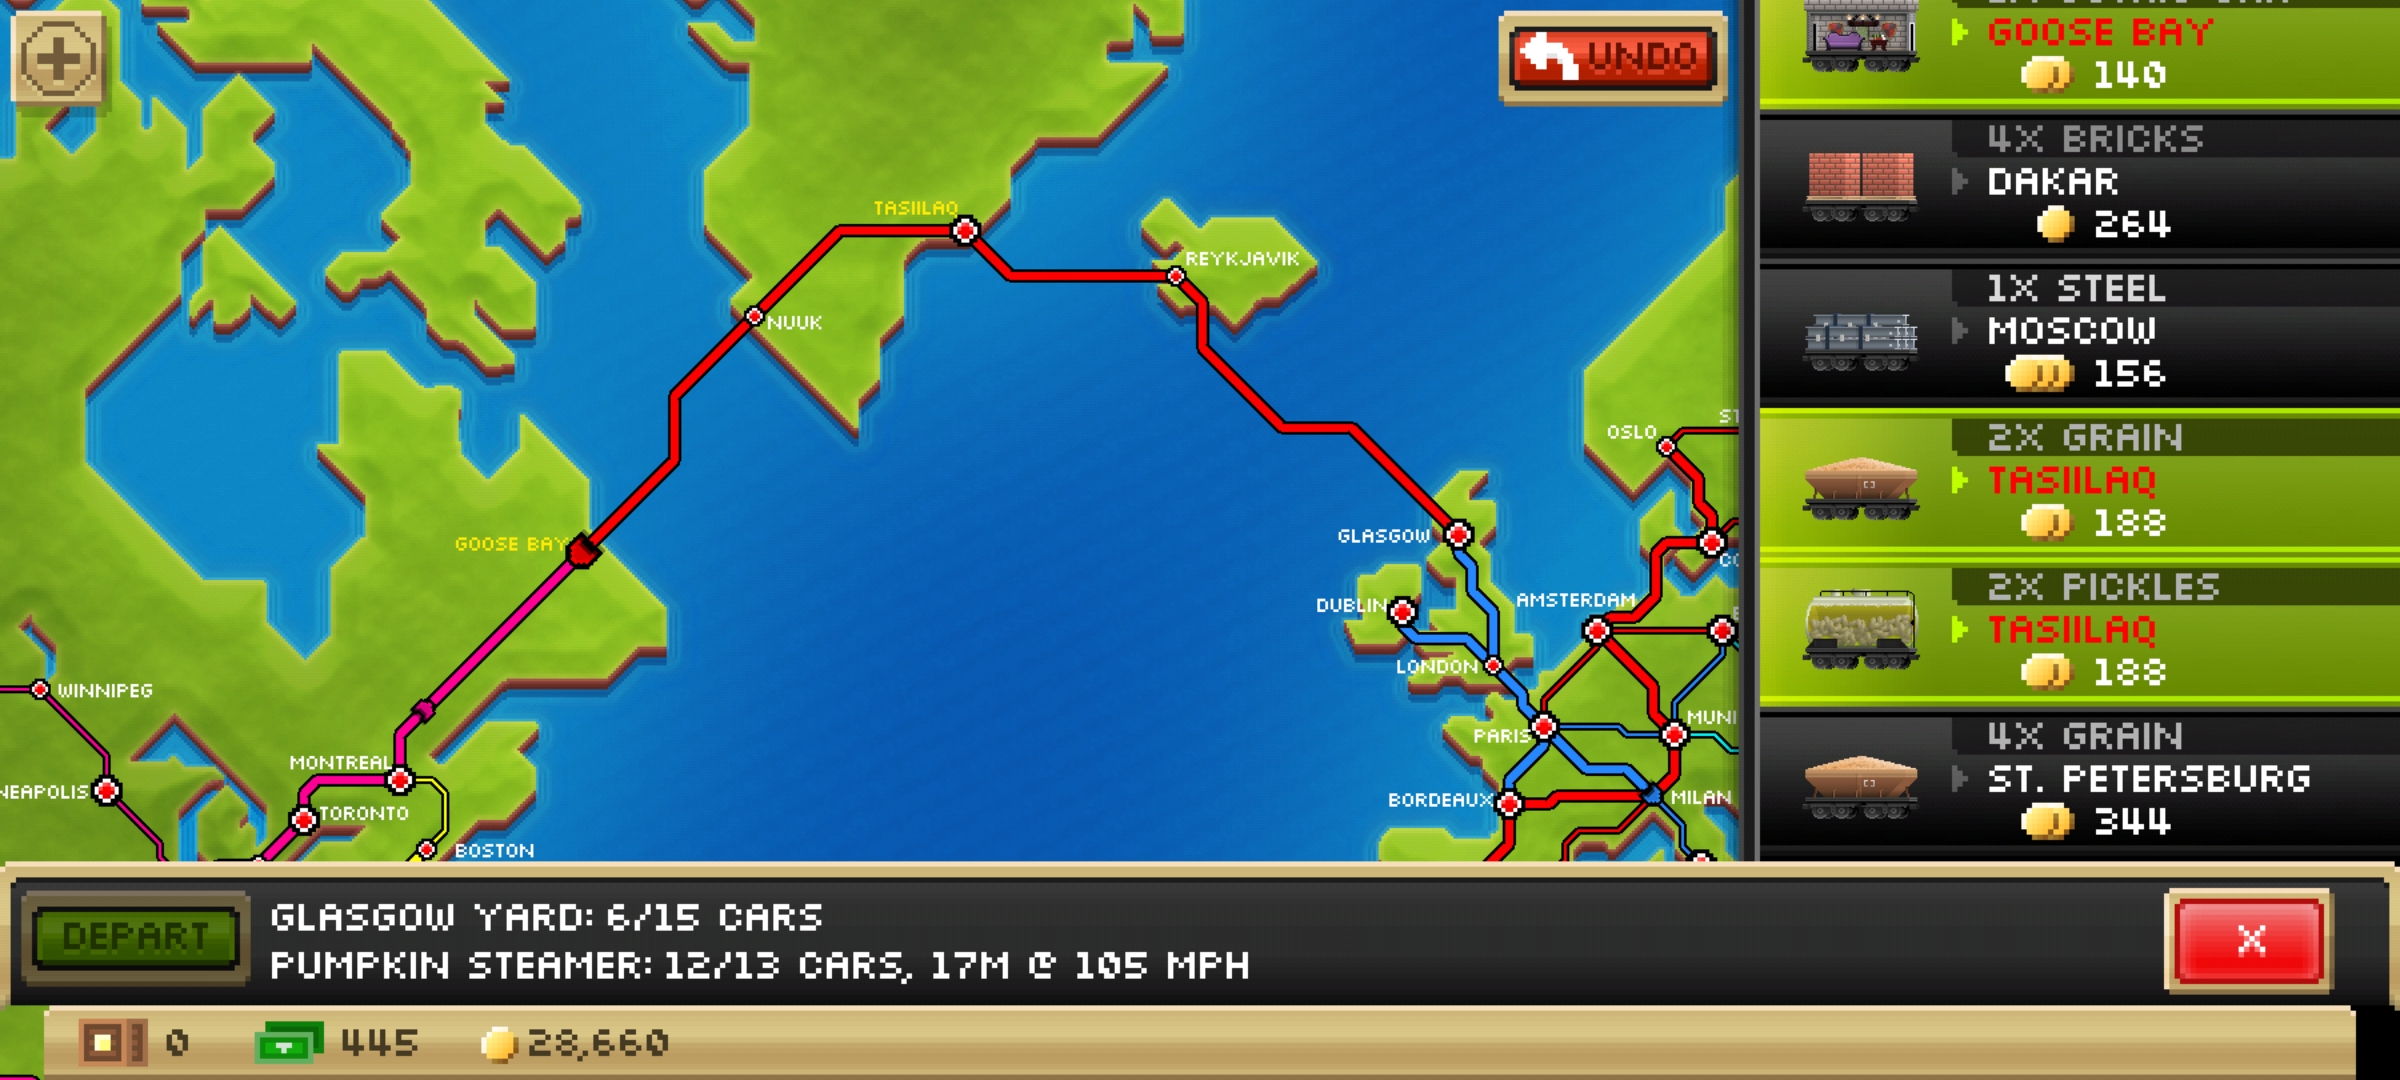 UNDO
TASIILAQ
REYKJAVIK
NUUK
OSLO
GOOSE BAY
GLASGOW
DUBLIN
AMSTERDAM
LONDON
WINNIPEG
PARIS
MUNI
MONTREAL
NEAPOLIS
TORONTO
BORDEAUX
MILAN
BOSTON
GOOSE BAY
140
4X BRICKS
DAKAR
264
1X STEEL
MOSCOW
156
2X GRAIN
TASIILAQ
188
2X PICKLES
TASIILAQ
188
4X GRAIN
ST. PETERSBURG
344
DEPART
GLASGOW YARD: 6/15 CARS
PUMPKIN STEAMER: 12/13 CARS, 17M @ 105 MPH
X
0
445
28,660